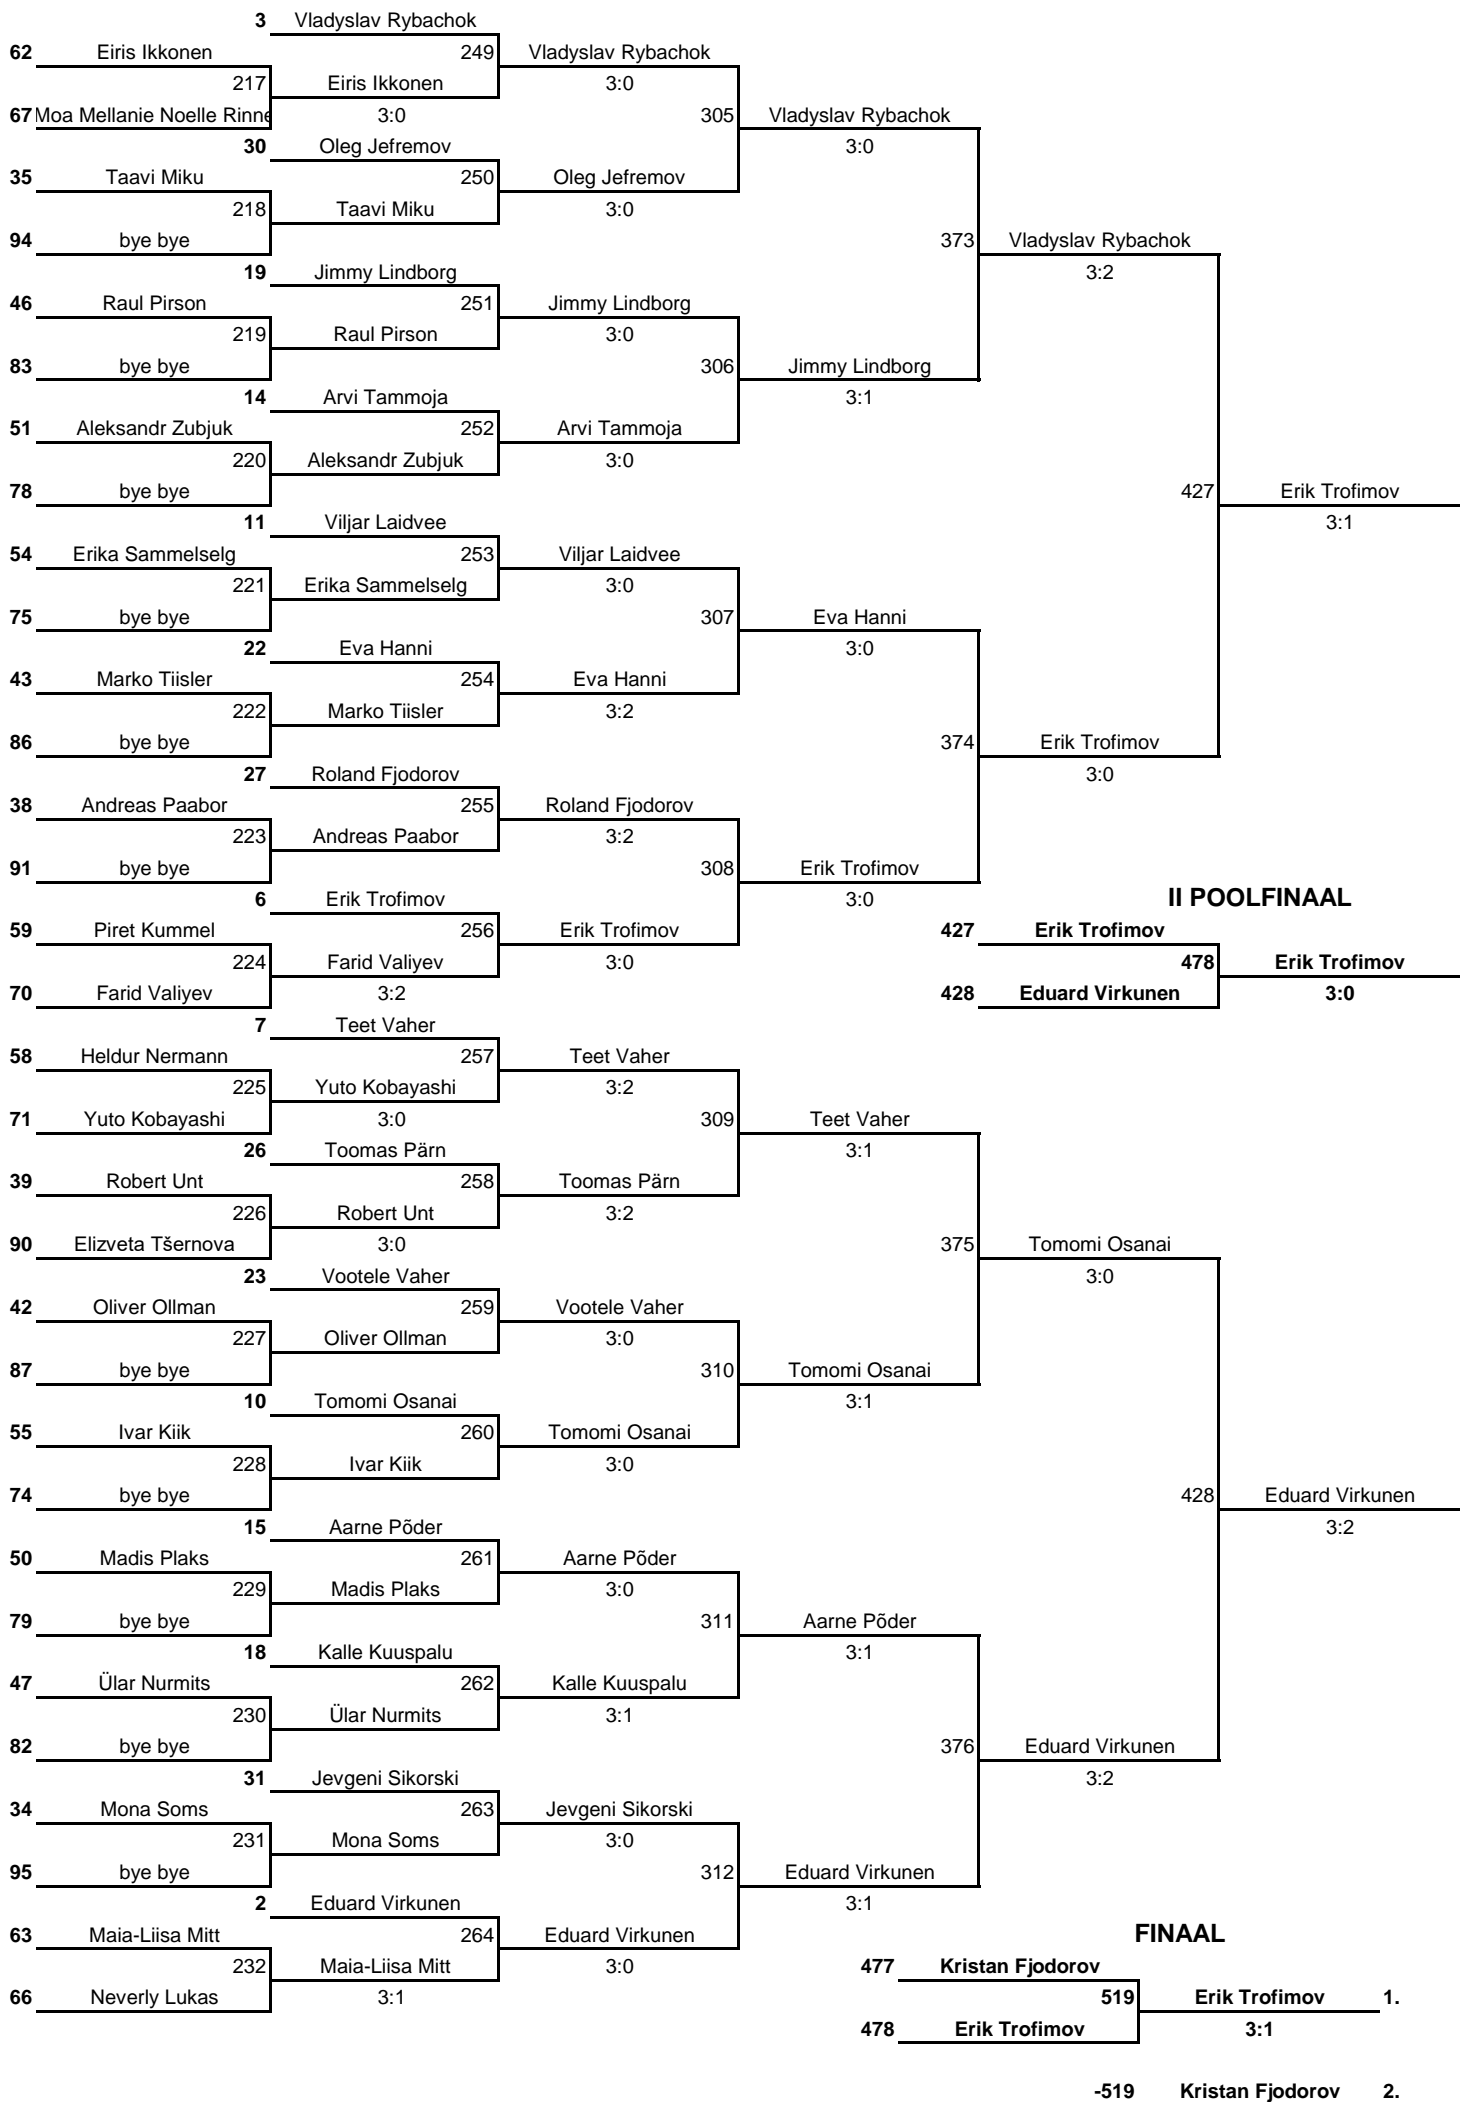 3 Vladyslav Rybachok
62 Eiris Ikkonen 249 Vladyslav Rybachok
217 Eiris Ikkonen 3:0
67 Moa Mellanie Noelle Rinne 3:0 305 Vladyslav Rybachok
30 Oleg Jefremov 3:0
35 Taavi Miku 250 Oleg Jefremov
218 Taavi Miku 3:0
94 bye bye 373 Vladyslav Rybachok
19 Jimmy Lindborg 3:2
46 Raul Pirson 251 Jimmy Lindborg
219 Raul Pirson 3:0
83 bye bye 306 Jimmy Lindborg
14 Arvi Tammoja 3:1
51 Aleksandr Zubjuk 252 Arvi Tammoja
220 Aleksandr Zubjuk 3:0
78 bye bye 427 Erik Trofimov
11 Viljar Laidvee 3:1
54 Erika Sammelselg 253 Viljar Laidvee
221 Erika Sammelselg 3:0
75 bye bye 307 Eva Hanni
22 Eva Hanni 3:0
43 Marko Tiisler 254 Eva Hanni
222 Marko Tiisler 3:2
86 bye bye 374 Erik Trofimov
27 Roland Fjodorov 3:0
38 Andreas Paabor 255 Roland Fjodorov
223 Andreas Paabor 3:2
91 bye bye 308 Erik Trofimov
6 Erik Trofimov 3:0 II POOLFINAAL
59 Piret Kummel 256 Erik Trofimov 427 Erik Trofimov
224 Farid Valiyev 3:0 478 Erik Trofimov
70 Farid Valiyev 3:2 428 Eduard Virkunen 3:0
7 Teet Vaher
58 Heldur Nermann 257 Teet Vaher
225 Yuto Kobayashi 3:2
71 Yuto Kobayashi 3:0 309 Teet Vaher
26 Toomas Pärn 3:1
39 Robert Unt 258 Toomas Pärn
226 Robert Unt 3:2
90 Elizveta Tšernova 3:0 375 Tomomi Osanai
23 Vootele Vaher 3:0
42 Oliver Ollman 259 Vootele Vaher
227 Oliver Ollman 3:0
87 bye bye 310 Tomomi Osanai
10 Tomomi Osanai 3:1
55 Ivar Kiik 260 Tomomi Osanai
228 Ivar Kiik 3:0
74 bye bye 428 Eduard Virkunen
15 Aarne Põder 3:2
50 Madis Plaks 261 Aarne Põder
229 Madis Plaks 3:0
79 bye bye 311 Aarne Põder
18 Kalle Kuuspalu 3:1
47 Ülar Nurmits 262 Kalle Kuuspalu
230 Ülar Nurmits 3:1
82 bye bye 376 Eduard Virkunen
31 Jevgeni Sikorski 3:2
34 Mona Soms 263 Jevgeni Sikorski
231 Mona Soms 3:0
95 bye bye 312 Eduard Virkunen
2 Eduard Virkunen 3:1
63 Maia-Liisa Mitt 264 Eduard Virkunen FINAAL
232 Maia-Liisa Mitt 3:0 477 Kristan Fjodorov
66 Neverly Lukas 3:1 519 Erik Trofimov 1.
478 Erik Trofimov 3:1
-519 Kristan Fjodorov 2.